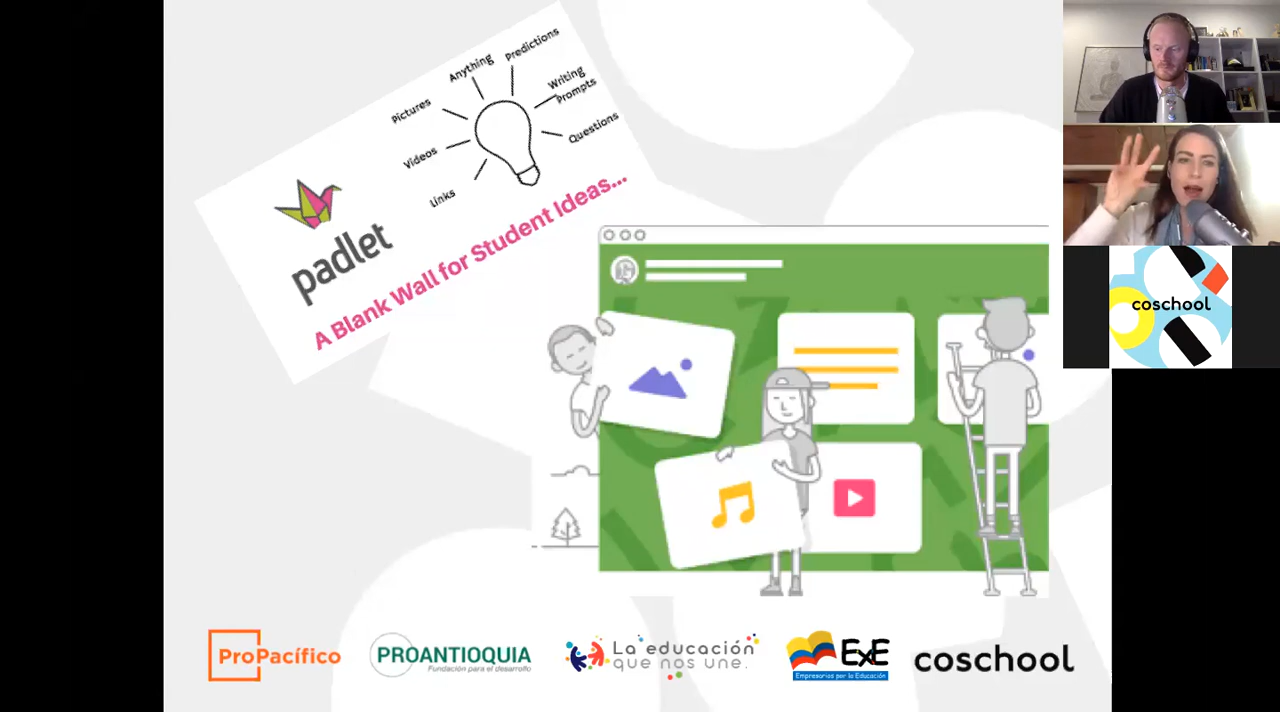 Anything
Predictions
Pictures
Writing
Prompts
Videos
Questions
Links
padlet
A Blank Wall for Student Ideas...
coschool
ProPacífico
PROANTIOQUIA
Fundación para el desarrollo
La educación
que nos une.
ExE
Empresarios por la Educación
coschool